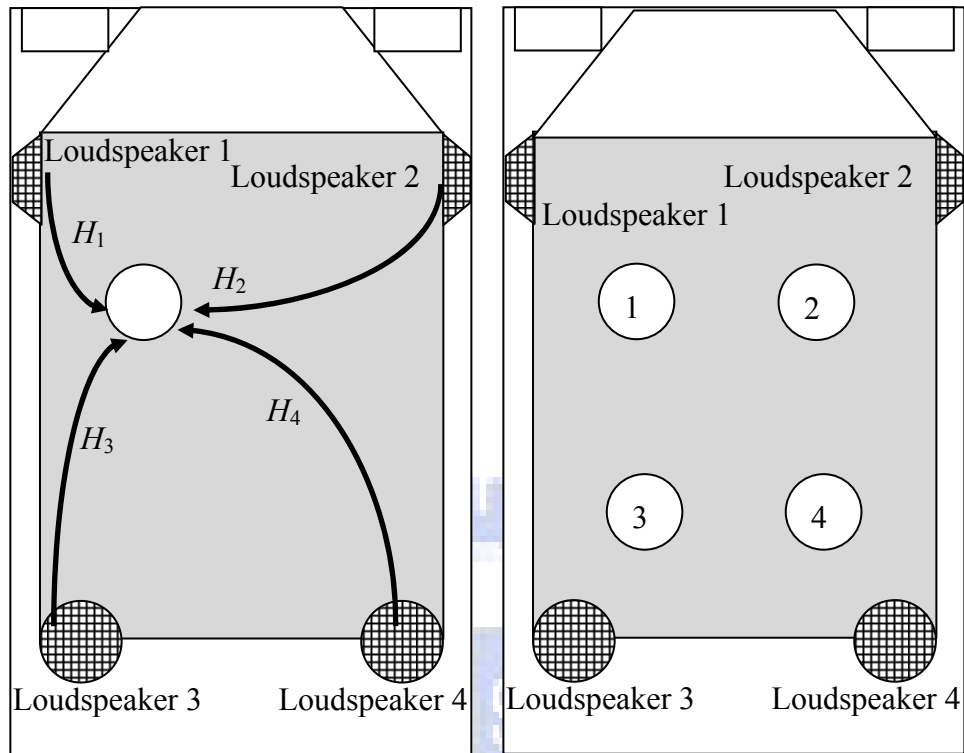 Loudspeaker 1
Loudspeaker 2
H1
H2
H3
H4
Loudspeaker 3
Loudspeaker 4
Loudspeaker 2
Loudspeaker 1
1
2
3
4
Loudspeaker 3
Loudspeaker 4